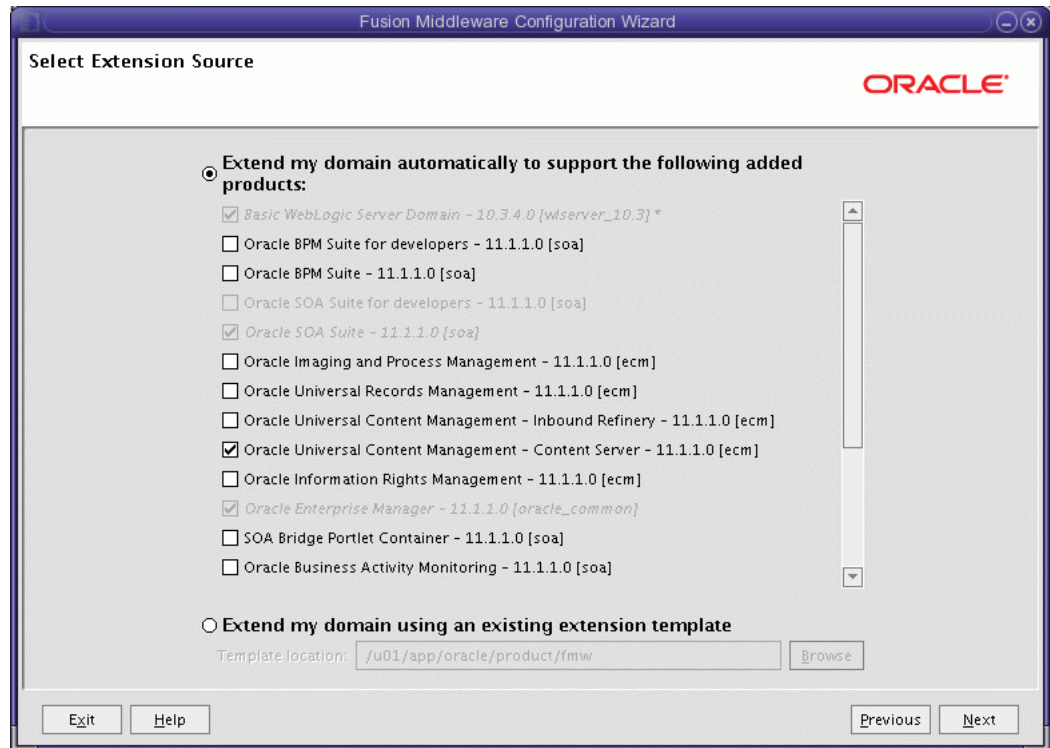 Fusion Middleware Configuration Wizard
Select Extension Source
ORACLE
Extend my domain automatically to support the following added
products:
Basic WebLogic Server Domain - 10.3.4.0 [wlserver_10.3] *
Oracle BPM Suite for developers - 11.1.1.0 [soa]
Oracle BPM Suite - 11.1.1.0 [soa]
Oracle SOA Suite for developers - 11.1.1.0 [soa]
Oracle SOA Suite - 11.1.1.0 [soa]
Oracle Imaging and Process Management - 11.1.1.0 [ecm]
Oracle Universal Records Management - 11.1.1.0 [ecm]
Oracle Universal Content Management - Inbound Refinery - 11.1.1.0 [ecm]
Oracle Universal Content Management - Content Server - 11.1.1.0 [ecm]
Oracle Information Rights Management - 11.1.1.0 [ecm]
Oracle Enterprise Manager - 11.1.1.0 [oracle_common]
SOA Bridge Portlet Container - 11.1.1.0 [soa]
Oracle Business Activity Monitoring - 11.1.1.0 [soa]
Extend my domain using an existing extension template
Template location: /u01/app/oracle/product/fmw Browse
Exit Help Previous Next